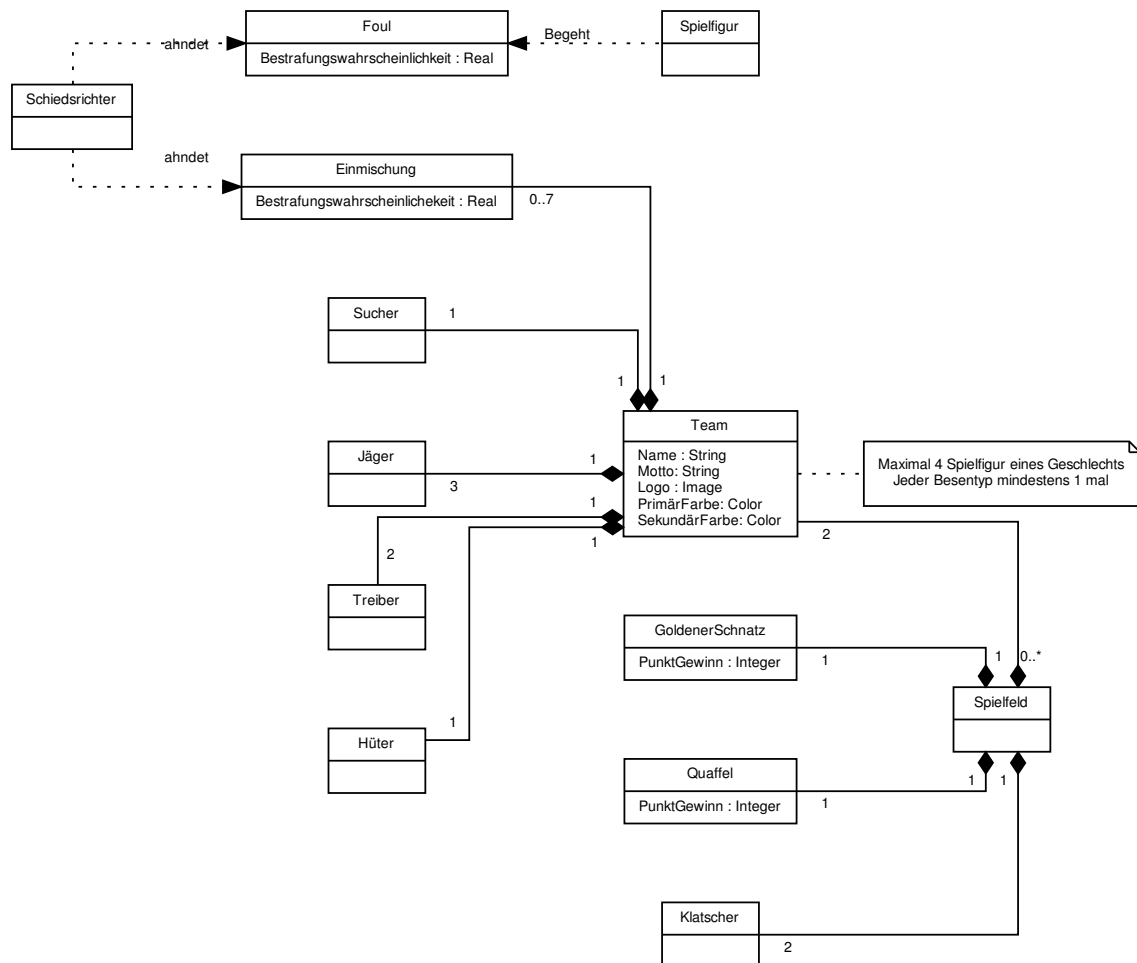 Foul
Bestrafungswahrscheinlichkeit : Real
ahndet
Begeht
Spielfigur
Schiedsrichter
ahndet
Einmischung
Bestrafungswahrscheinlichekeit : Real
0..7
Sucher
1
1
1
Team
Name : String
Motto: String
Logo : Image
PrimärFarbe: Color
SekundärFarbe: Color
Maximal 4 Spielfigur eines Geschlechts
Jeder Besentyp mindestens 1 mal
Jäger
1
3
1
1
2
2
Treiber
GoldenerSchnatz
PunktGewinn : Integer
1
1
0..*
Spielfeld
1
Hüter
Quaffel
PunktGewinn : Integer
1
1
1
Klatscher
2